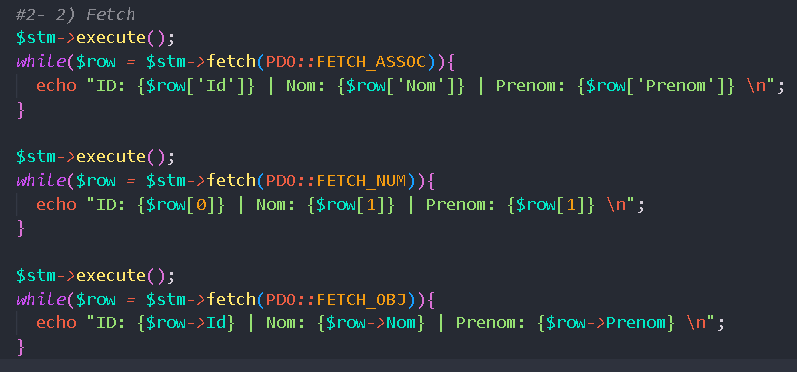 #2- 2) Fetch
$stm->execute();
while($row = $stm->fetch(PDO::FETCH_ASSOC)){
echo "ID: {$row['Id']} | Nom: {$row['Nom']} | Prenom: {$row['Prenom']} \n";
}
$stm->execute();
while($row = $stm->fetch(PDO::FETCH_NUM)){
echo "ID: {$row[0]} | Nom: {$row[1]} | Prenom: {$row[1]} \n";
}
$stm->execute();
while($row = $stm->fetch(PDO::FETCH_OBJ)){
echo "ID: {$row->Id} | Nom: {$row->Nom} | Prenom: {$row->Prenom} \n";
}